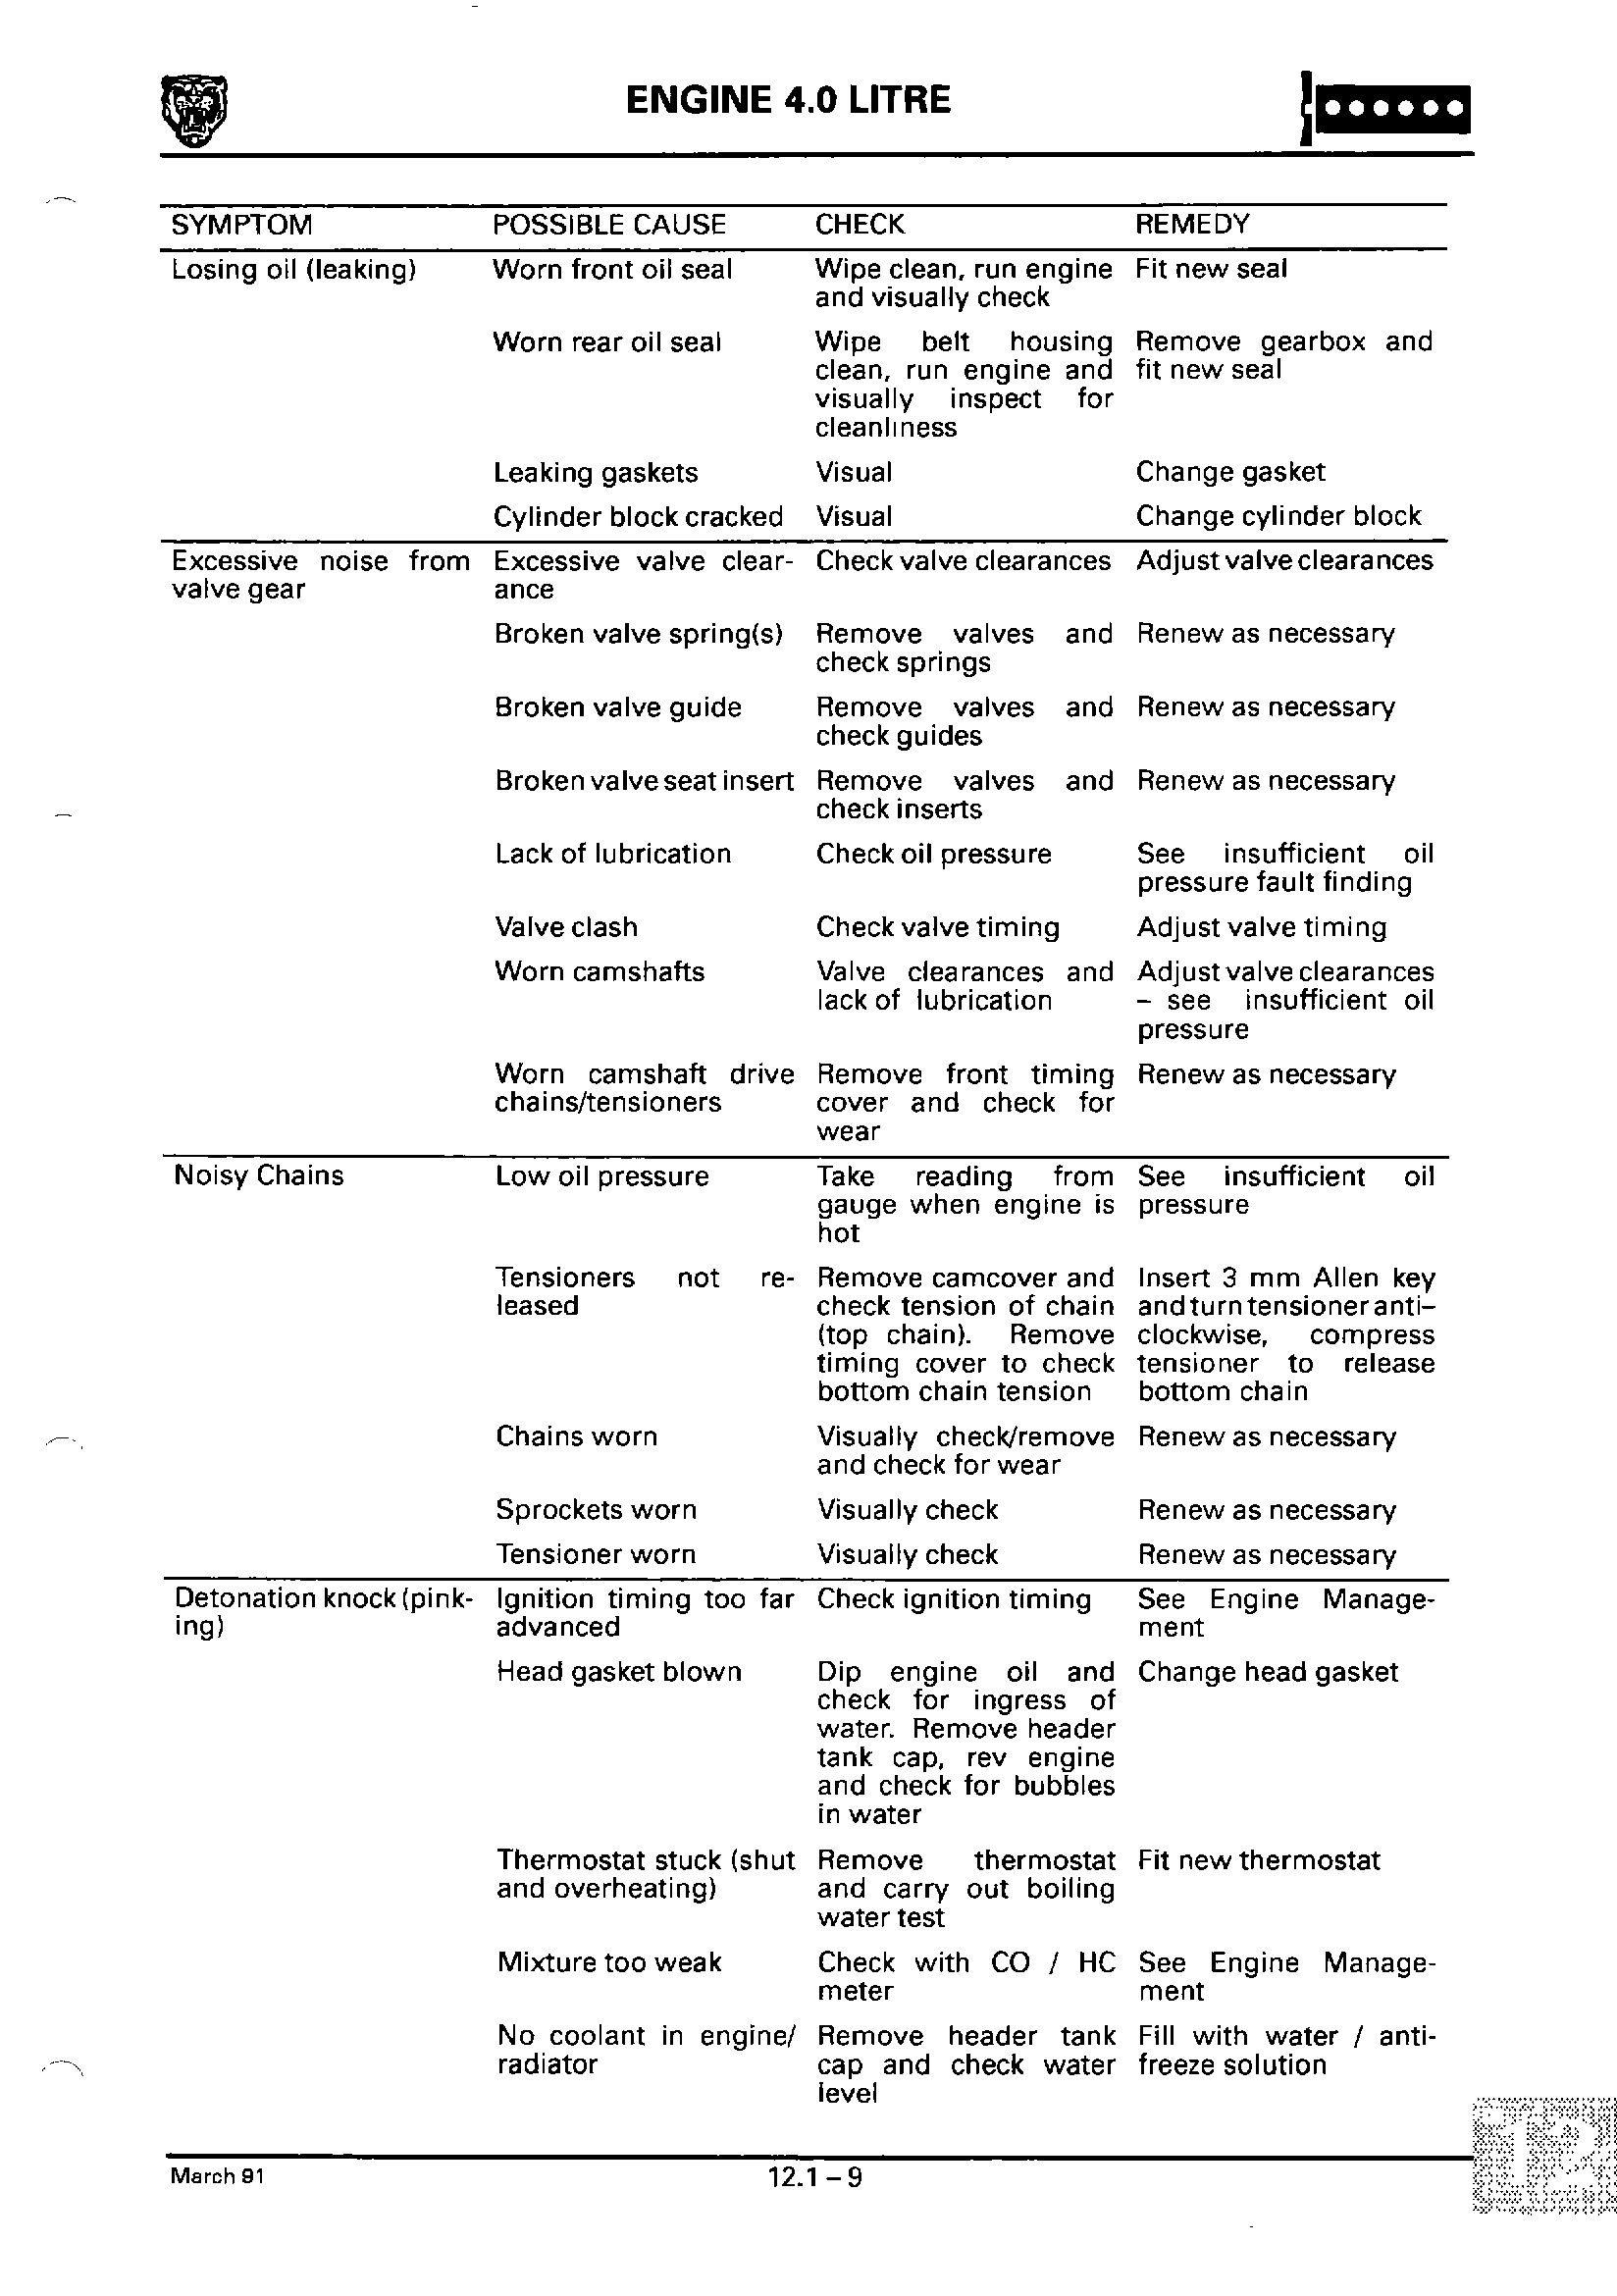 ENGINE 4.0 LITRE
SYMPTOM POSSIBLE CAUSE CHECK REMEDY
Losing oil (leaking) Worn front oil seal Wipe clean, run engine Fit new seal
and visually check
Worn rear oil seal Wipe belt housing Remove gearbox and
clean, run engine and fit new seal
visually inspect for
cleanliness
Leaking gaskets Visual Change gasket
Cylinder block cracked Visual Change cylinder block
Excessive noise from Excessive valve clear- Check valve clearances Adjust valve clearances
valve gear ance
Broken valve spring(s) Remove valves and Renew as necessary
check springs
Broken valve guide Remove valves and Renew as necessary
check guides
Broken valve seat insert Remove valves and Renew as necessary
check inserts
Lack of lubrication Check oil pressure See insufficient oil
pressure fault finding
Valve clash Check valve timing Adjust valve timing
Worn camshafts Valve clearances and Adjust valve clearances
lack of lubrication – see insufficient oil
pressure
Worn camshaft drive Remove front timing Renew as necessary
chains/tensioners cover and check for
wear
Noisy Chains Low oil pressure Take reading from See insufficient oil
gauge when engine is pressure
hot
Tensioners not re- Remove camcover and Insert 3 mm Allen key
leased check tension of chain and turn tensioner anti–
(top chain). Remove clockwise, compress
timing cover to check tensioner to release
bottom chain tension bottom chain
Chains worn Visually check/remove Renew as necessary
and check for wear
Sprockets worn Visually check Renew as necessary
Tensioner worn Visually check Renew as necessary
Detonation knock (pink- Ignition timing too far Check ignition timing See Engine Manage-
ing) advanced ment
Head gasket blown Dip engine oil and Change head gasket
check for ingress of
water. Remove header
tank cap, rev engine
and check for bubbles
in water
Thermostat stuck (shut Remove thermostat Fit new thermostat
and overheating) and carry out boiling
water test
Mixture too weak Check with CO / HC See Engine Manage-
meter ment
No coolant in engine/ Remove header tank Fill with water / anti-
radiator cap and check water freeze solution
level
12
March 91 12.1 – 9